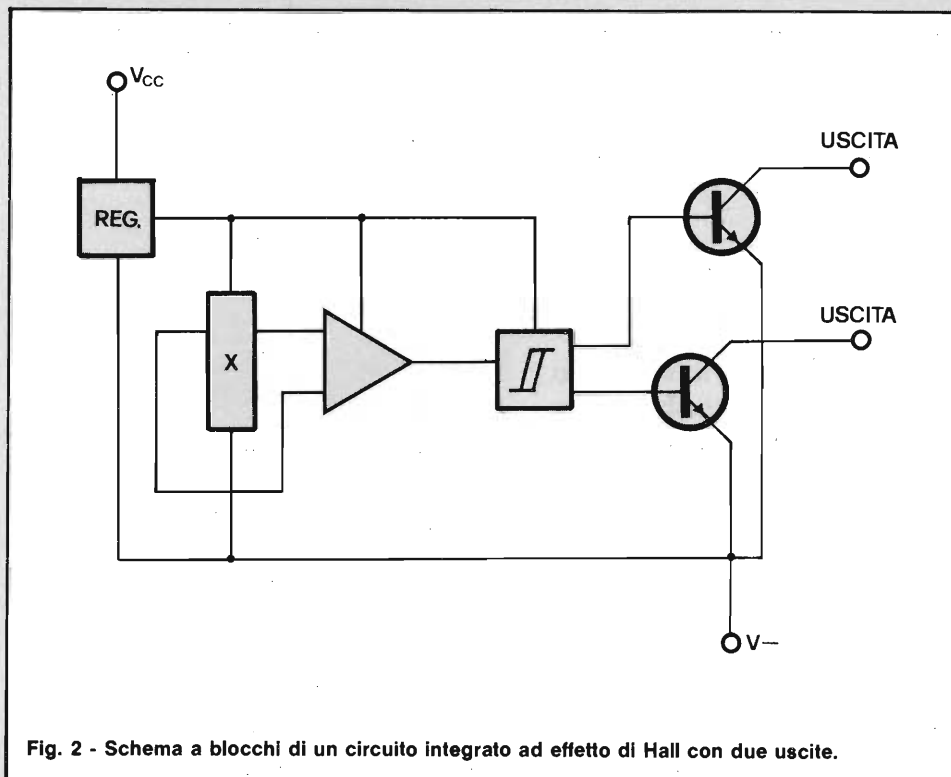 VCC
USCITA
REG.
X
USCITA
V—
Fig. 2 - Schema a blocchi di un circuito integrato ad effetto di Hall con due uscite.